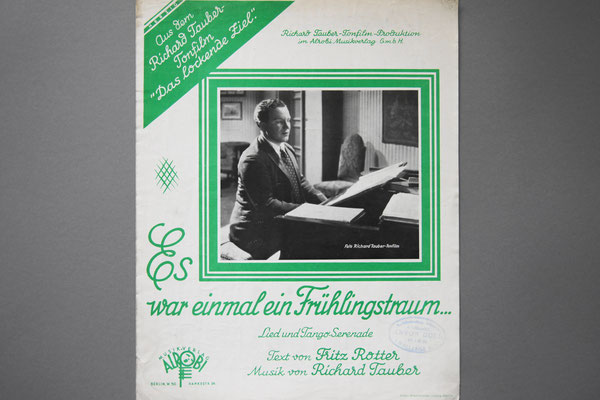 Aus dem
Richard Tauber-
Tonfilm
"Das lockende Ziel"
Richard Tauber-Tonfilm-Produktion
im Alrobi Musikverlag G.m.b.H.
Foto Richard Tauber-Tonfilm
Es
war einmal ein Frühlingstraum...
Lied und Tango-Serenade
Text von Fritz Rotter
Musik von Richard Tauber
MUSIKVERLAG
ALROBI
BERLIN W 50